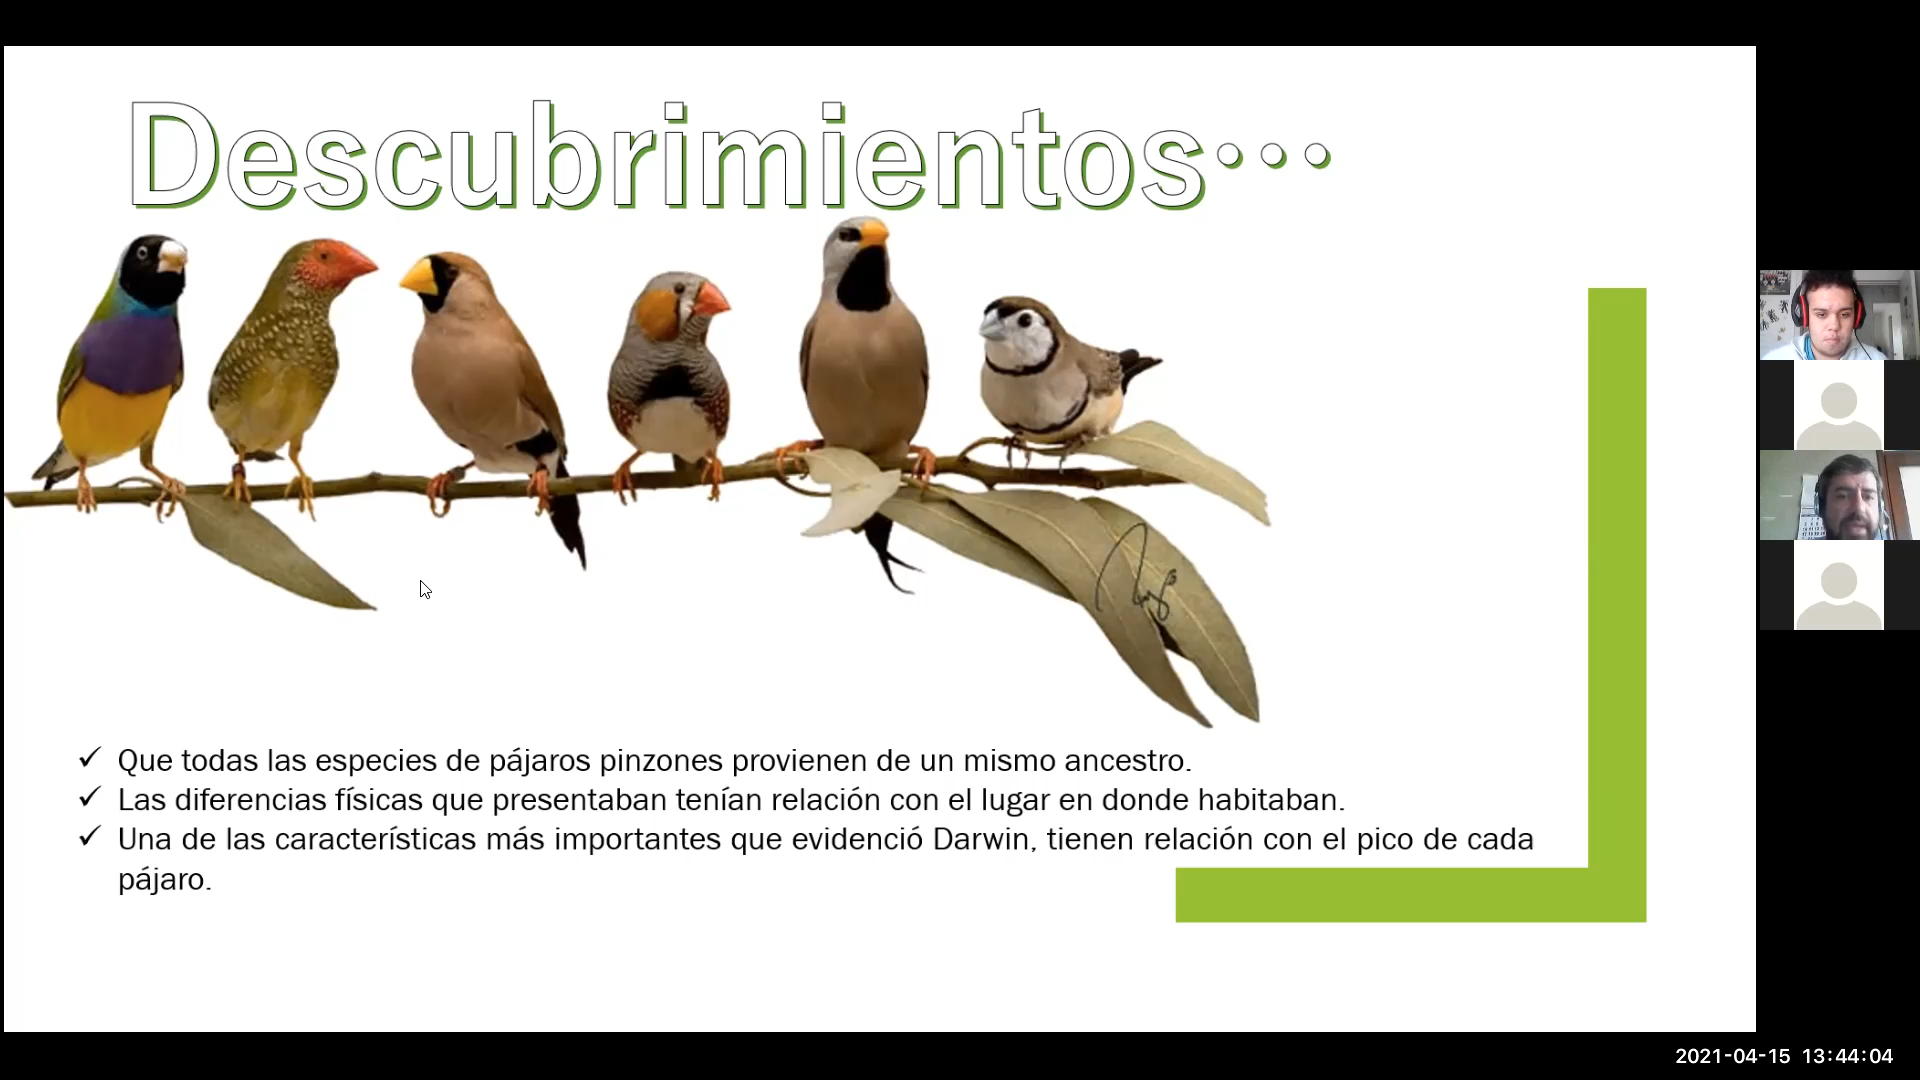 Descubrimientos...
✓ Que todas las especies de pájaros pinzones provienen de un mismo ancestro.
✓ Las diferencias físicas que presentaban tenían relación con el lugar en donde habitaban.
✓ Una de las características más importantes que evidenció Darwin, tienen relación con el pico de cada
pájaro.
2021-04-15 13:44:04